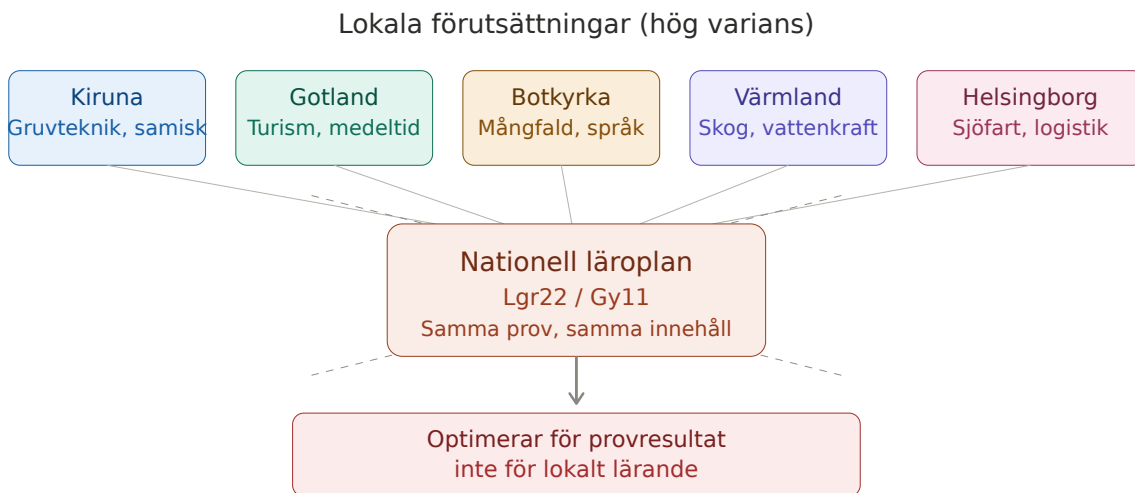 Lokala förutsättningar (hög varians)
Kiruna
Gruvteknik, samisk
Gotland
Turism, medeltid
Botkyrka
Mångfald, språk
Värmland
Skog, vattenkraft
Helsingborg
Sjöfart, logistik
Nationell läroplan
Lgr22 / Gy11
Samma prov, samma innehåll
Optimerar för provresultat
inte för lokalt lärande